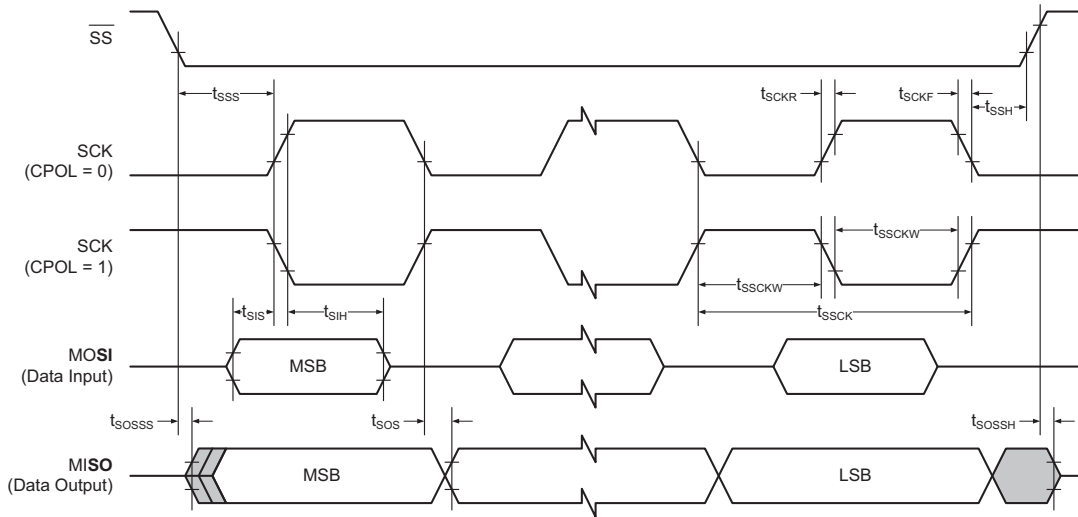 SS
tSSS
tSCKR
tSCKF
tSSH
SCK
(CPOL = 0)
SCK
(CPOL = 1)
tSSCKW
tSSCKW
tSIS
tSIH
tSSCK
MOSI
(Data Input)
MSB
LSB
tSOSSS
tSOS
tSOSSH
MISO
(Data Output)
MSB
LSB